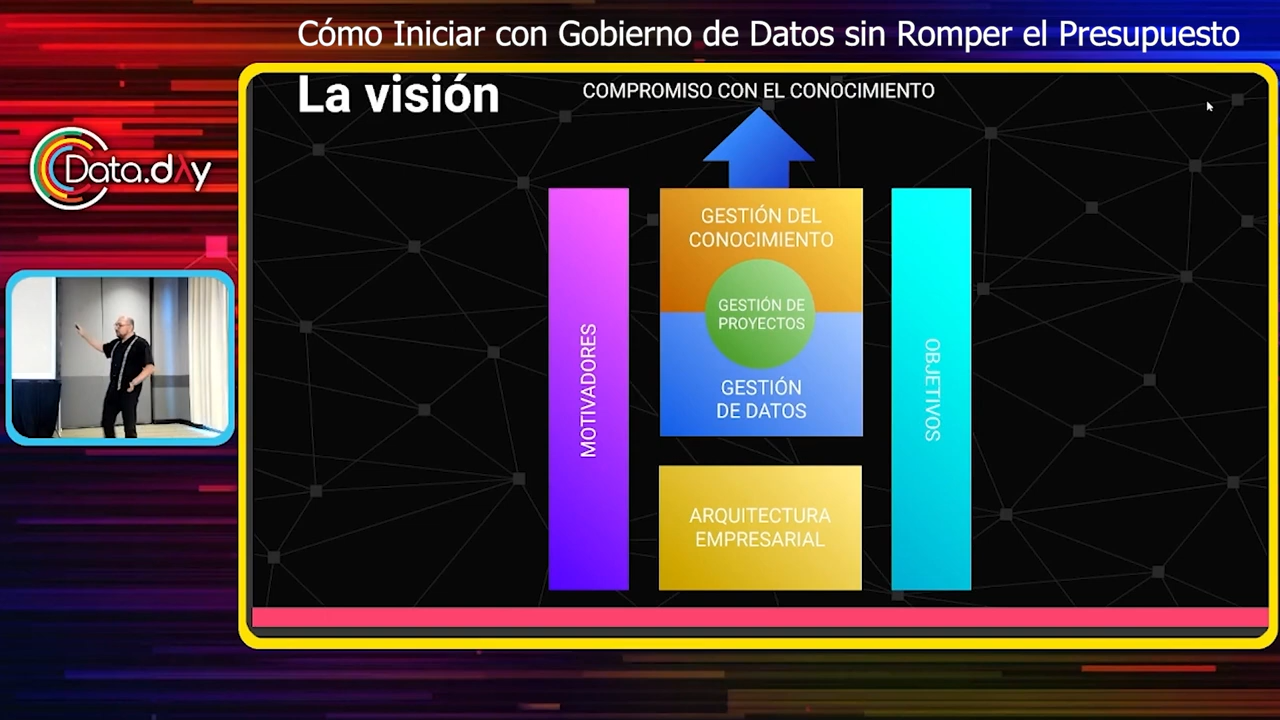 Cómo Iniciar con Gobierno de Datos sin Romper el Presupuesto
La visión
COMPROMISO CON EL CONOCIMIENTO
Data.dλy
GESTIÓN DEL
CONOCIMIENTO
GESTIÓN DE
PROYECTOS
GESTIÓN
DE DATOS
MOTIVADORES
OBJETIVOS
ARQUITECTURA
EMPRESARIAL